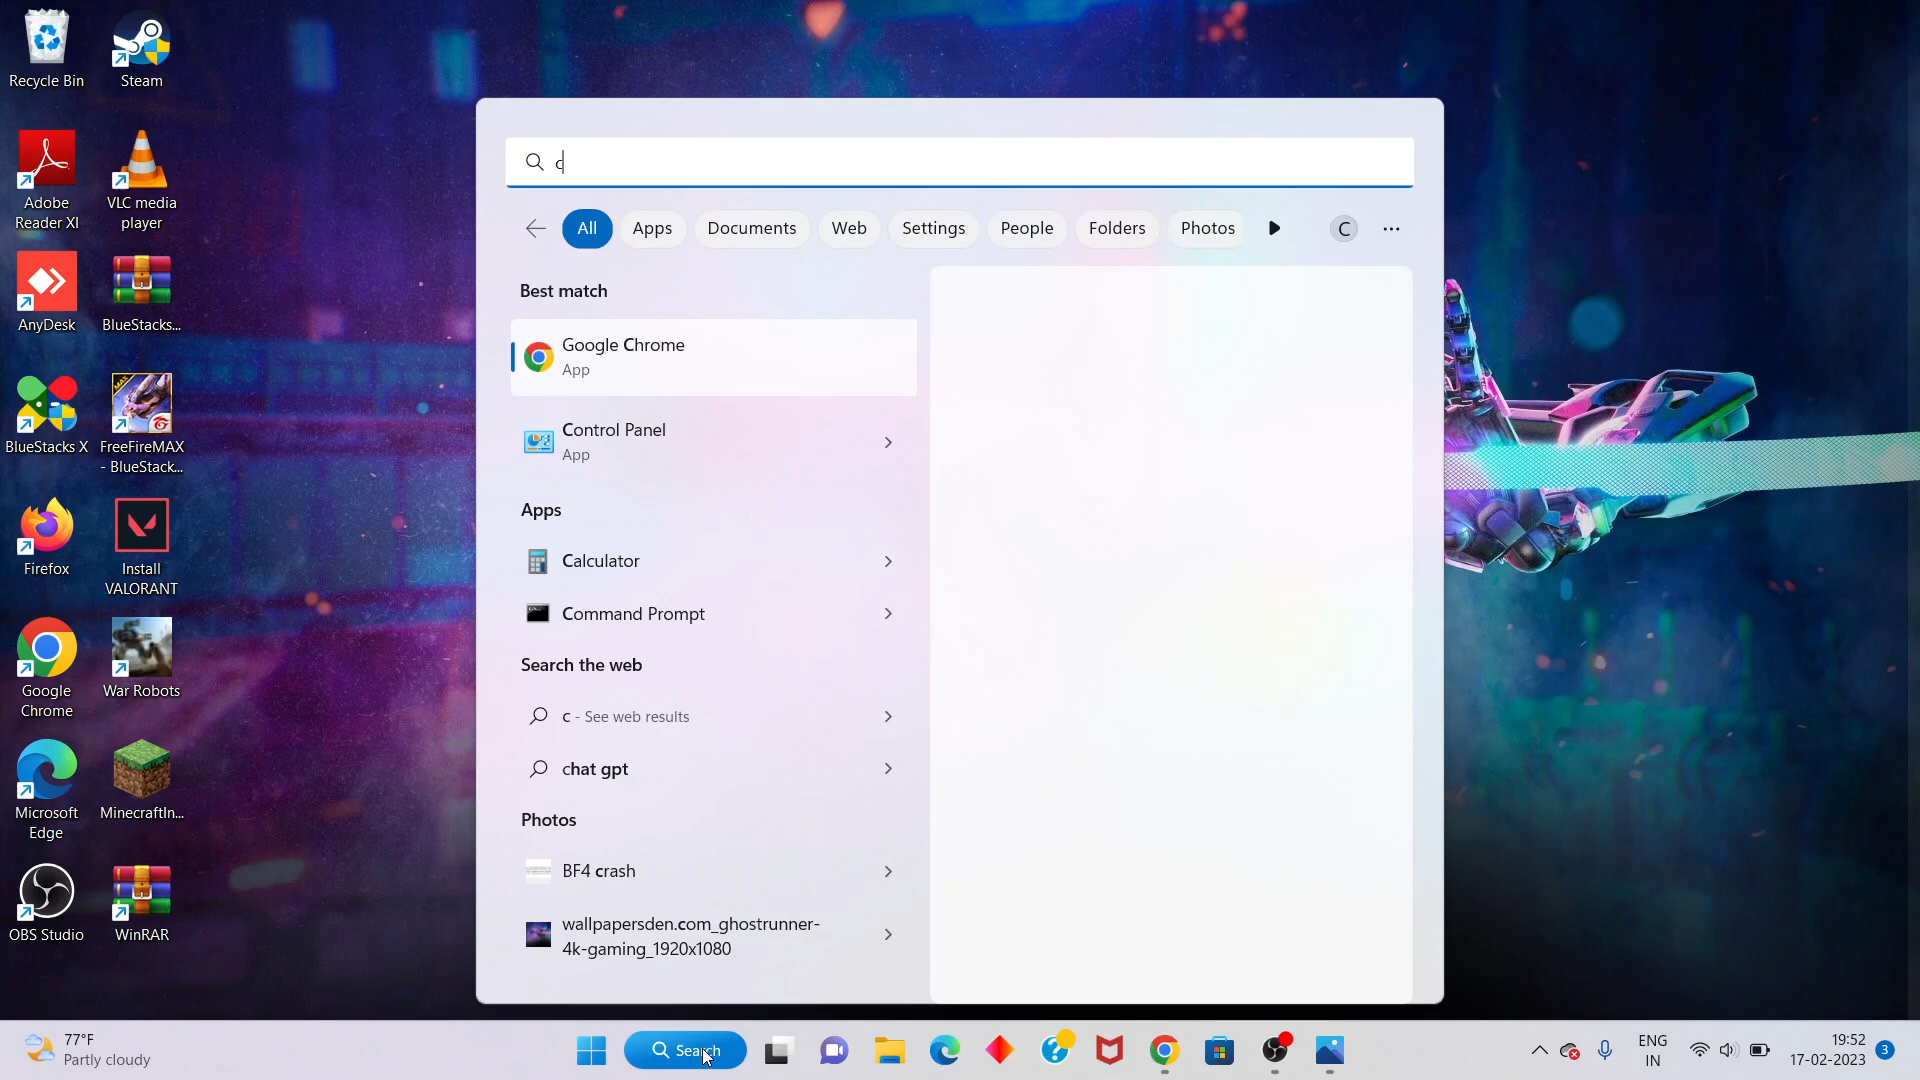 Recycle Bin
Steam
Adobe
Reader XI
VLC media
player
AnyDesk
BlueStacks...
BlueStacks X
FreeFireMAX
- BlueStack...
Firefox
Install
VALORANT
Google
Chrome
War Robots
Microsoft
Edge
MinecraftIn...
OBS Studio
WinRAR
c
All
Apps
Documents
Web
Settings
People
Folders
Photos
C
Best match
Google Chrome
App
Control Panel
App
Apps
Calculator
Command Prompt
Search the web
c - See web results
chat gpt
Photos
BF4 crash
wallpapersden.com_ghostrunner-
4k-gaming_1920x1080
77°F
Partly cloudy
Search
ENG
IN
19:52
17-02-2023
3